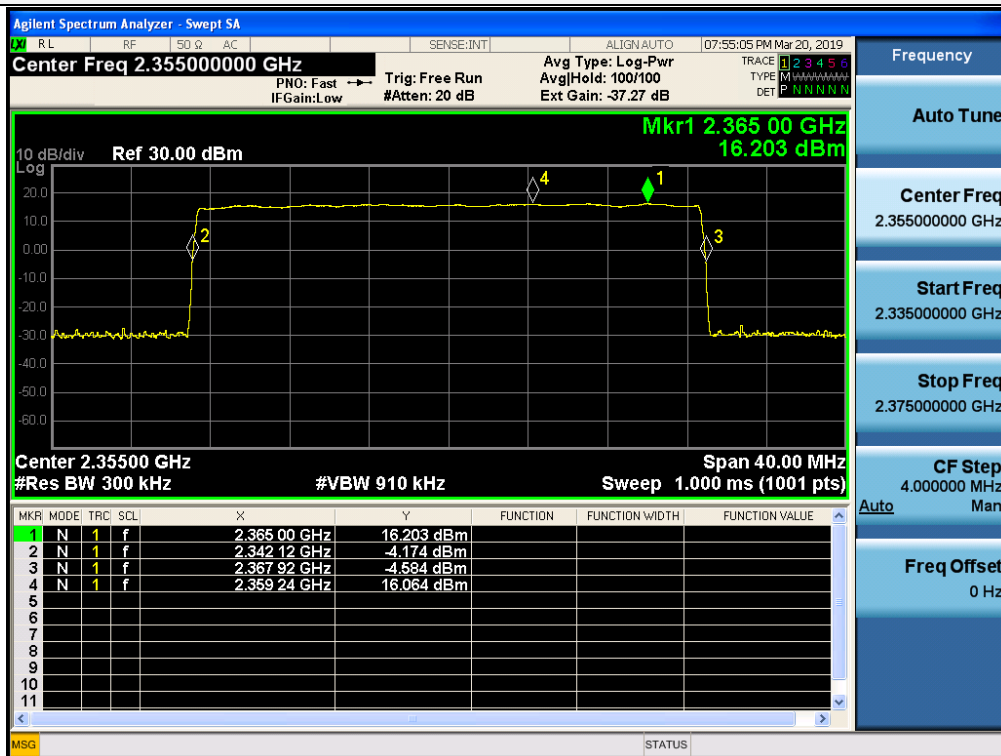 Agilent Spectrum Analyzer - Swept SA
LXI RL RF 50 Ω AC SENSE:INT ALIGN AUTO 07:55:05 PM Mar 20, 2019
Center Freq 2.355000000 GHz
PNO: Fast
IFGain:Low
Trig: Free Run
#Atten: 20 dB
Avg Type: Log-Pwr
Avg|Hold: 100/100
Ext Gain: -37.27 dB
TRACE 1 2 3 4 5 6
TYPE M
DET P N N N N N
Mkr1 2.365 00 GHz
16.203 dBm
10 dB/div Ref 30.00 dBm
Log
20.0
10.0
0.00
-10.0
-20.0
-30.0
-40.0
-50.0
-60.0
4
1
2
3
Center 2.35500 GHz Span 40.00 MHz
#Res BW 300 kHz #VBW 910 kHz Sweep 1.000 ms (1001 pts)
MKR MODE TRC SCL X Y FUNCTION FUNCTION WIDTH FUNCTION VALUE
1 N 1 f 2.365 00 GHz 16.203 dBm
2 N 1 f 2.342 12 GHz -4.174 dBm
3 N 1 f 2.367 92 GHz -4.584 dBm
4 N 1 f 2.359 24 GHz 16.064 dBm
5
6
7
8
9
10
11
MSG STATUS
Frequency
Auto Tune
Center Freq
2.355000000 GHz
Start Freq
2.335000000 GHz
Stop Freq
2.375000000 GHz
CF Step
4.000000 MHz
Auto Man
Freq Offset
0 Hz